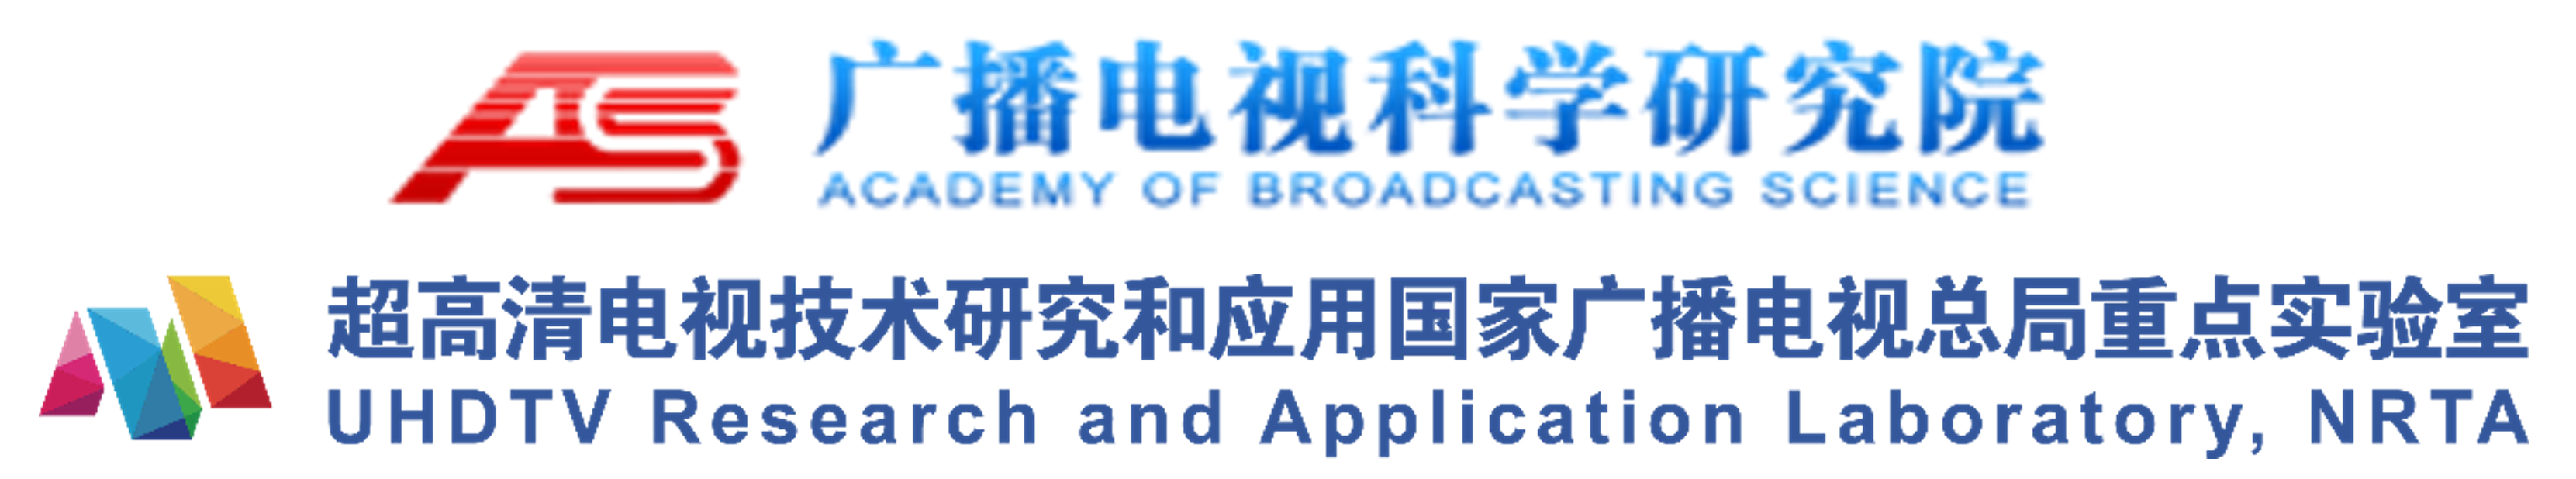 广播电视科学研究院
ACADEMY OF BROADCASTING SCIENCE
超高清电视技术研究和应用国家广播电视总局重点实验室
UHDTV Research and Application Laboratory, NRTA